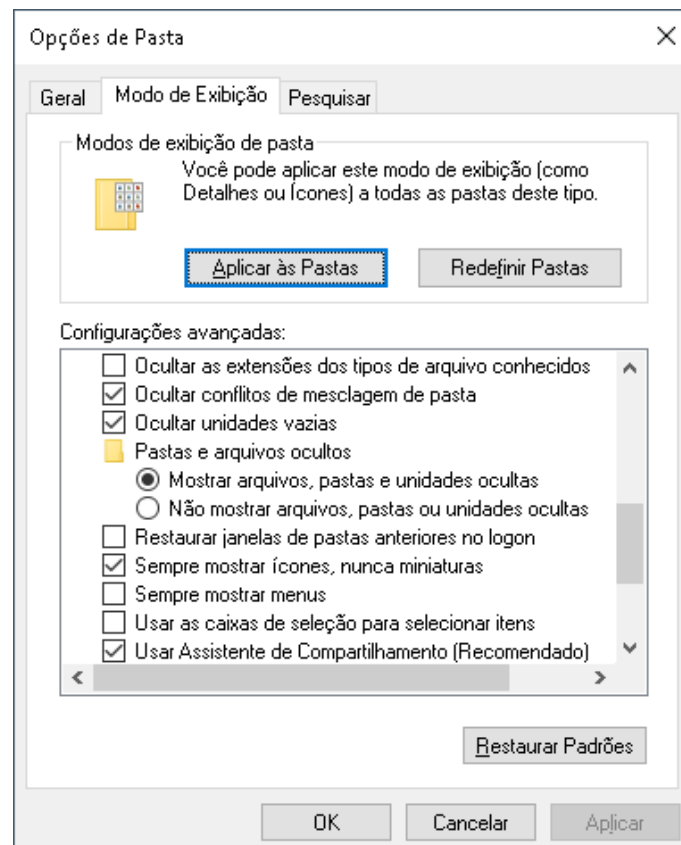 Opções de Pasta
Geral
Modo de Exibição
Pesquisar
Modos de exibição de pasta
Você pode aplicar este modo de exibição (como
Detalhes ou Ícones) a todas as pastas deste tipo.
Aplicar às Pastas
Redefinir Pastas
Configurações avançadas:
Ocultar as extensões dos tipos de arquivo conhecidos
Ocultar conflitos de mesclagem de pasta
Ocultar unidades vazias
Pastas e arquivos ocultos
Mostrar arquivos, pastas e unidades ocultas
Não mostrar arquivos, pastas ou unidades ocultas
Restaurar janelas de pastas anteriores no logon
Sempre mostrar ícones, nunca miniaturas
Sempre mostrar menus
Usar as caixas de seleção para selecionar itens
Usar Assistente de Compartilhamento (Recomendado)
Restaurar Padrões
OK
Cancelar
Aplicar